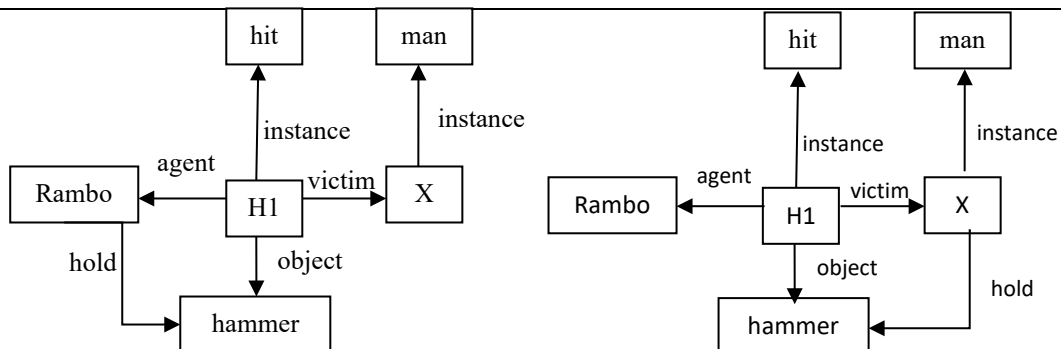 hit man
instance
instance
agent
victim
Rambo
H1
X
hold
object
hammer
hit man
instance
instance
agent
victim
Rambo
H1
X
object
hold
hammer